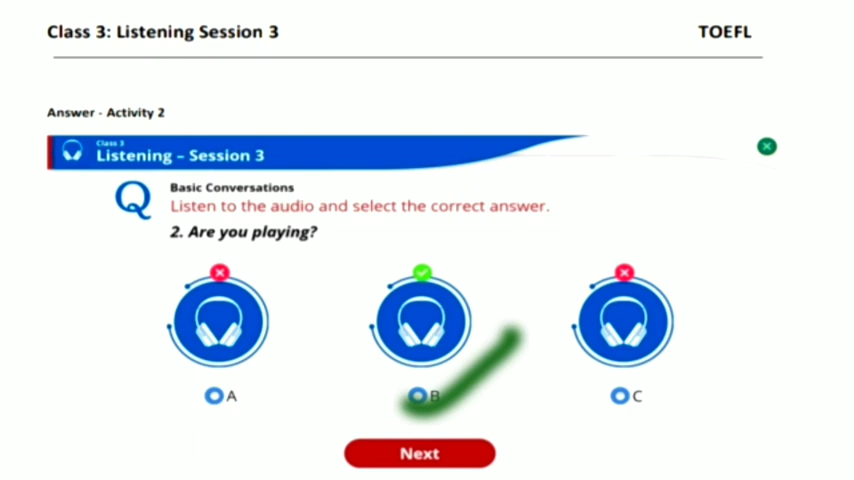 Class 3: Listening Session 3 TOEFL
Answer - Activity 2
Class 3
Listening – Session 3
Q
Basic Conversations
Listen to the audio and select the correct answer.
2. Are you playing?
A B C
Next